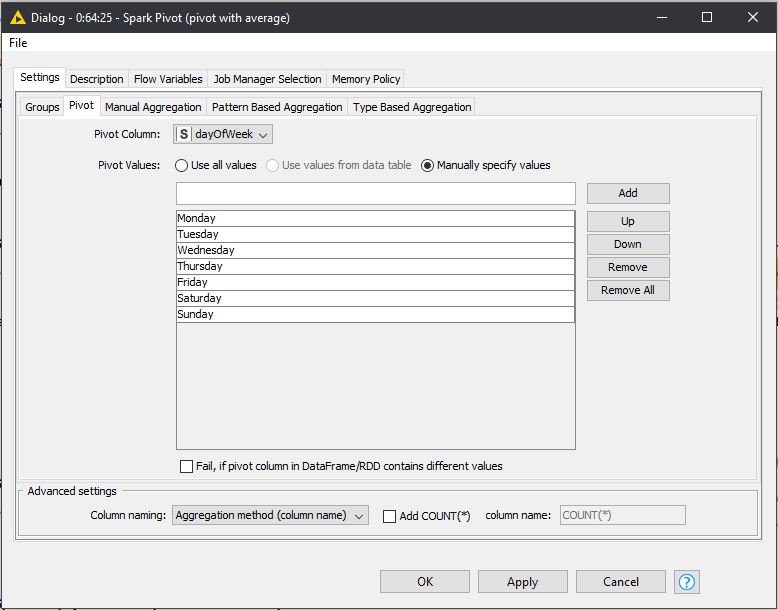 Dialog - 0:64:25 - Spark Pivot (pivot with average)
File
Settings Description Flow Variables Job Manager Selection Memory Policy
Groups Pivot Manual Aggregation Pattern Based Aggregation Type Based Aggregation
Pivot Column: S dayOfWeek
Pivot Values: Use all values Use values from data table Manually specify values
Add
Monday Up
Tuesday
Wednesday Down
Thursday Remove
Friday Remove All
Saturday
Sunday
Fail, if pivot column in DataFrame/RDD contains different values
Advanced settings
Column naming: Aggregation method (column name) Add COUNT(*) column name: COUNT(*)
OK Apply Cancel ?